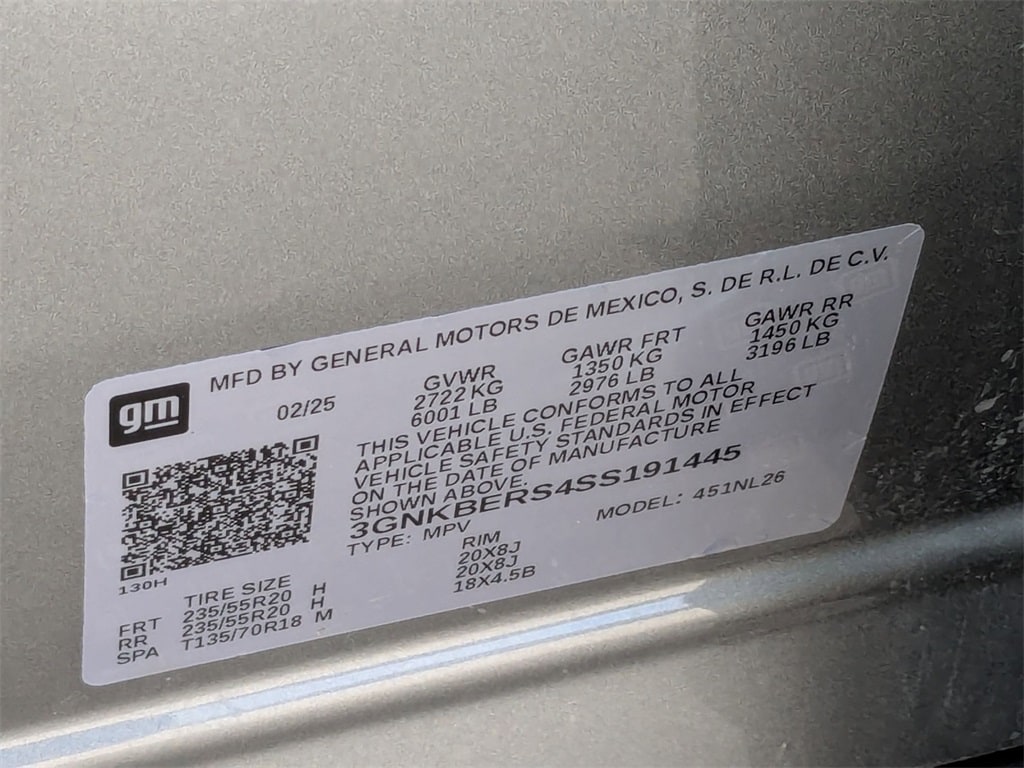 gm
MFD BY GENERAL MOTORS DE MEXICO, S. DE R.L. DE C.V.
02/25
GVWR
2722 KG
6001 LB
GAWR FRT
1350 KG
2976 LB
GAWR RR
1450 KG
3196 LB
THIS VEHICLE CONFORMS TO ALL
APPLICABLE U.S. FEDERAL MOTOR
VEHICLE SAFETY STANDARDS IN EFFECT
ON THE DATE OF MANUFACTURE
SHOWN ABOVE.
3GNKBERS4SS191445
TYPE: MPV
MODEL: 451NL26
130H
TIRE SIZE RIM
FRT 235/55R20 H 20X8J
RR 235/55R20 H 20X8J
SPA T135/70R18 M 18X4.5B